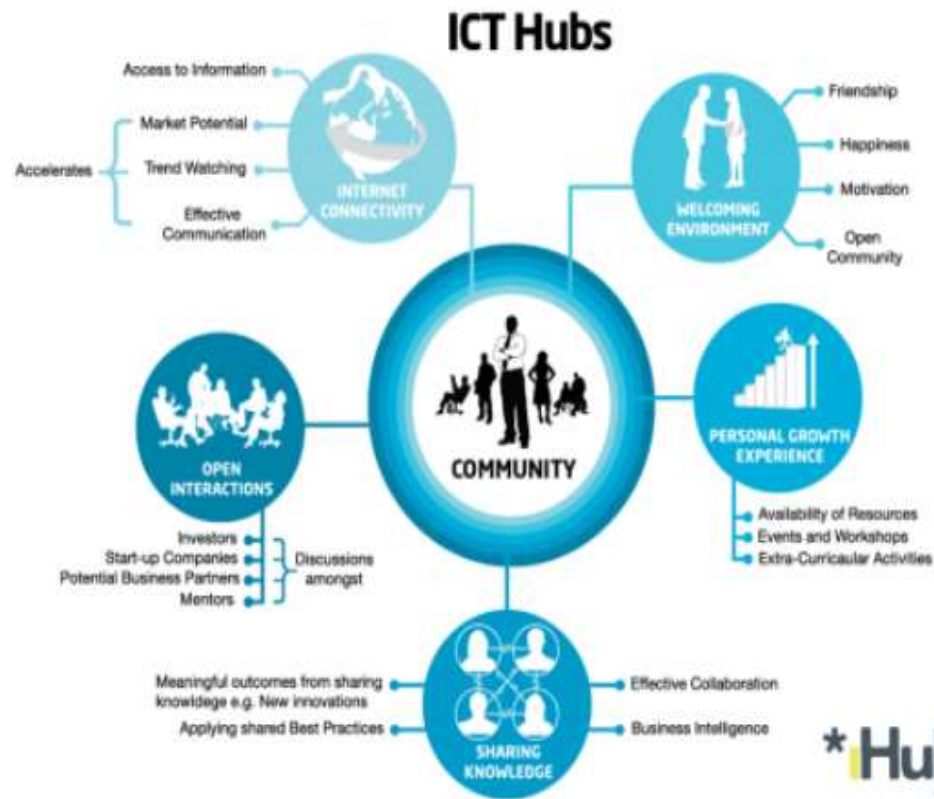 ICT Hubs
Access to Information
Market Potential
Accelerates
Trend Watching
Effective
Communication
INTERNET
CONNECTIVITY
Friendship
Happiness
Motivation
Open
Community
WELCOMING
ENVIRONMENT
COMMUNITY
OPEN
INTERACTIONS
Investors
Start-up Companies
Potential Business Partners
Mentors
Discussions
amongst
PERSONAL GROWTH
EXPERIENCE
Availability of Resources
Events and Workshops
Extra-Curricaular Activities
Meaningful outcomes from sharing
knowldege e.g. New innovations
Applying shared Best Practices
Effective Collaboration
Business Intelligence
SHARING
KNOWLEDGE
*iHu